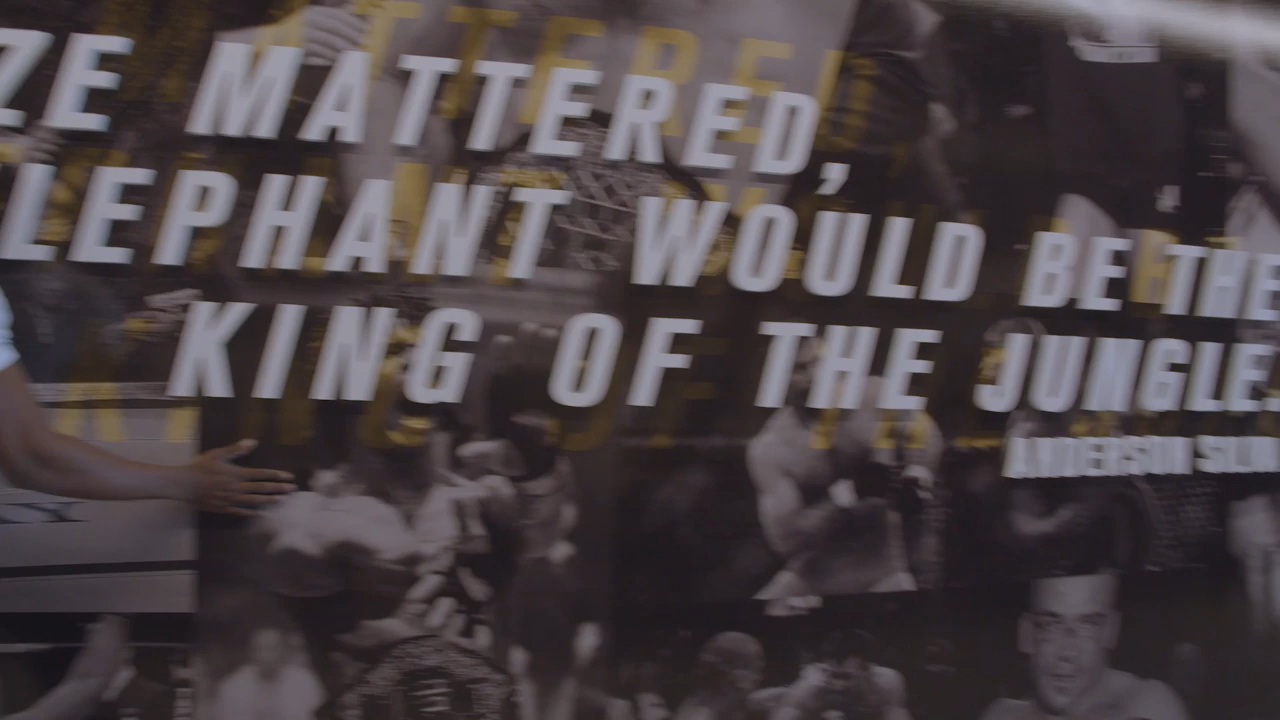 ZE MATTERED,
LEPHANT WOULD BE THE
KING OF THE JUNGLE.
ANDERSON SILVA